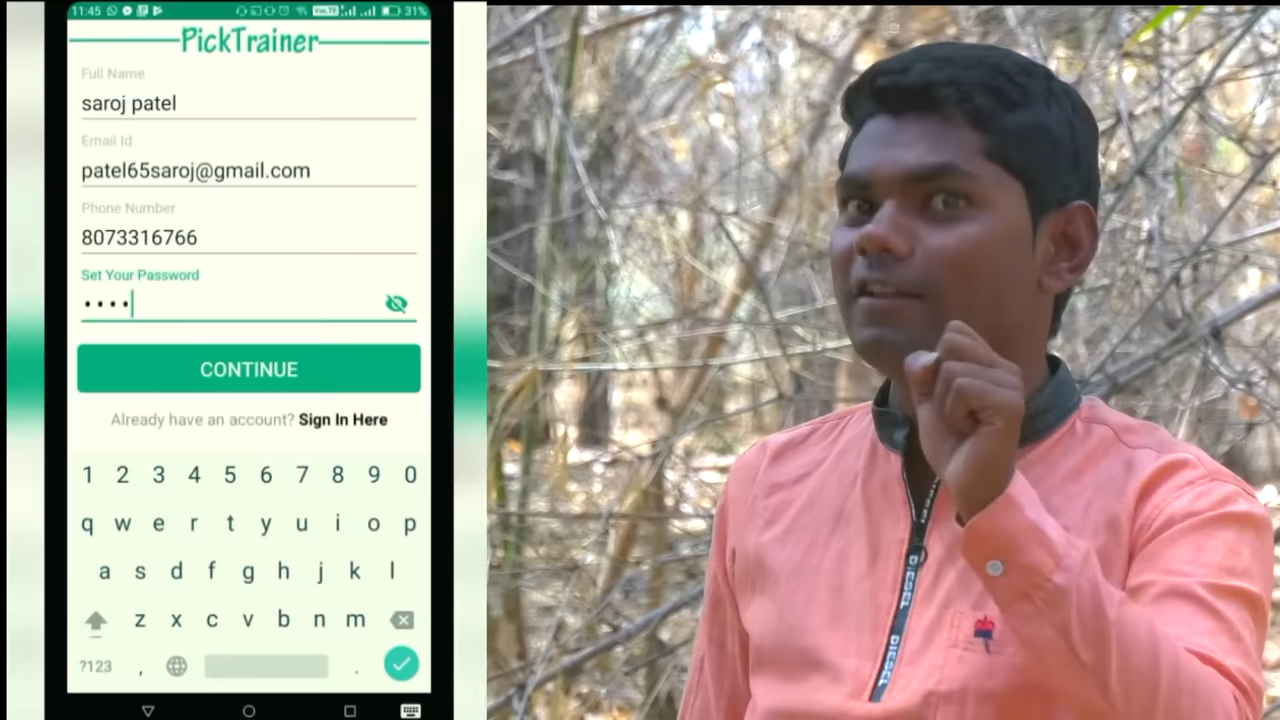 11:45
VoLTE
31%
PickTrainer
Full Name
saroj patel
Email Id
patel65saroj@gmail.com
Phone Number
8073316766
Set Your Password
••••
CONTINUE
Already have an account? Sign In Here
1 2 3 4 5 6 7 8 9 0
q w e r t y u i o p
a s d f g h j k l
z x c v b n m
?123 , .
DIESEL
DIESEL